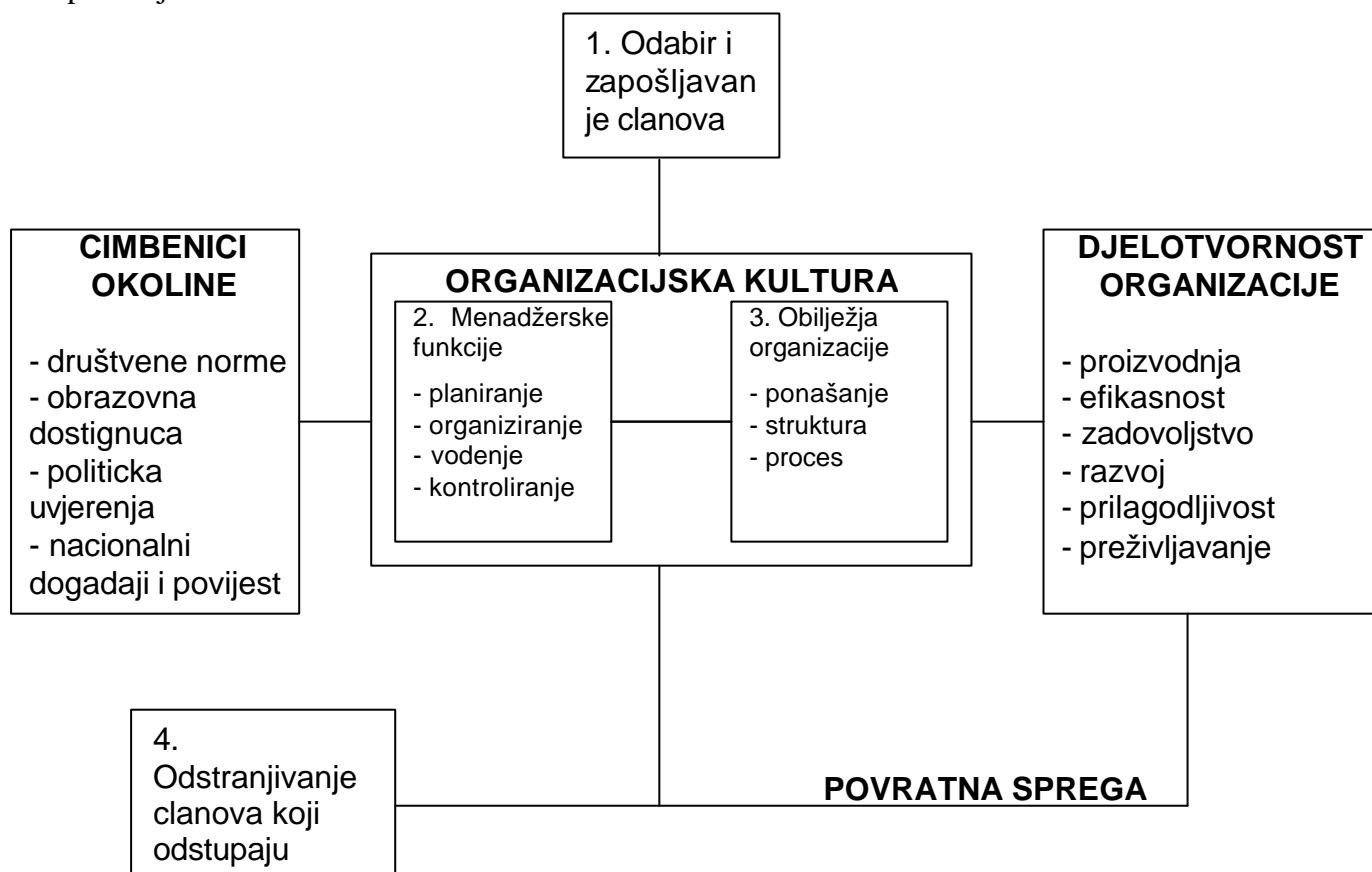 1. Odabir i
zapošljavan
je clanova
CIMBENICI
OKOLINE
- društvene norme
- obrazovna
dostignuca
- politicka
uvjerenja
- nacionalni
dogadaji i povijest
ORGANIZACIJSKA KULTURA
2. Menadžerske
funkcije
- planiranje
- organiziranje
- vodenje
- kontroliranje
3. Obilježja
organizacije
- ponašanje
- struktura
- proces
DJELOTVORNOST
ORGANIZACIJE
- proizvodnja
- efikasnost
- zadovoljstvo
- razvoj
- prilagodljivost
- preživljavanje
4.
Odstranjivanje
clanova koji
odstupaju
POVRATNA SPREGA